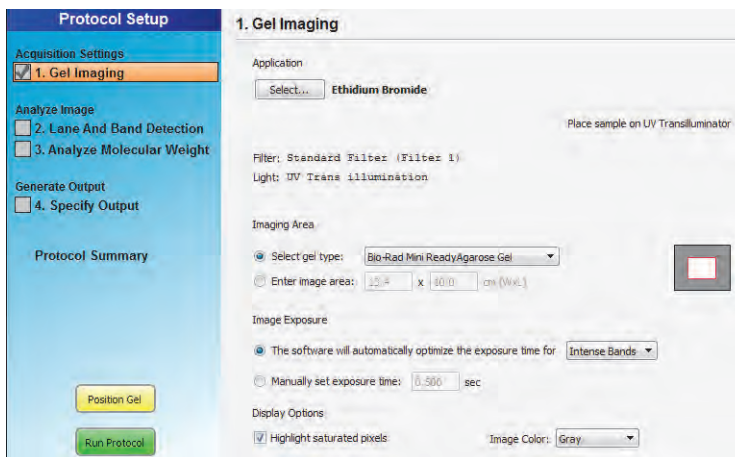 Protocol Setup
Acquisition Settings
1. Gel Imaging
Analyze Image
2. Lane And Band Detection
3. Analyze Molecular Weight
Generate Output
4. Specify Output
Protocol Summary
Position Gel
Run Protocol
1. Gel Imaging
Application
Select... Ethidium Bromide
Place sample on UV Transilluminator
Filter: Standard Filter (Filter 1)
Light: UV Trans illumination
Imaging Area
Select gel type: Bio-Rad Mini ReadyAgarose Gel
Enter image area: x cm (WxL)
Image Exposure
The software will automatically optimize the exposure time for Intense Bands
Manually set exposure time: 0.500 sec
Display Options
Highlight saturated pixels Image Color: Gray